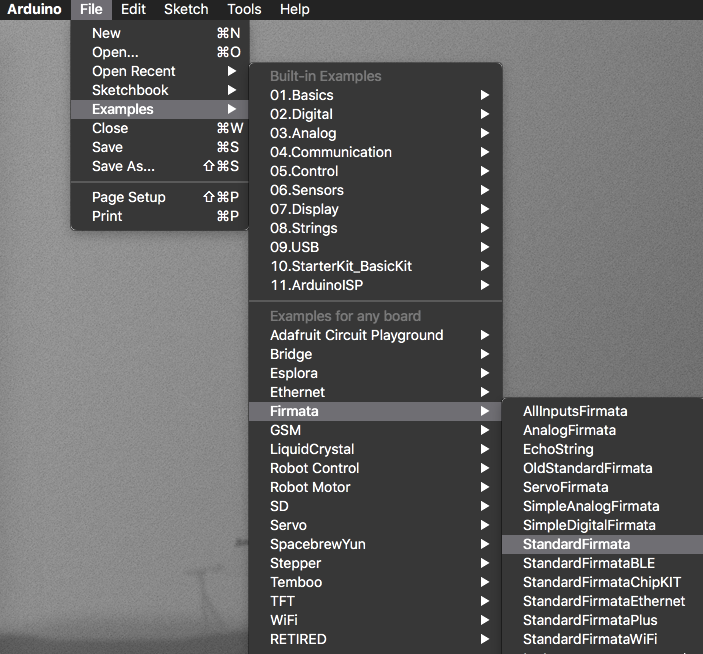 Arduino File Edit Sketch Tools Help
New ⌘N
Open... ⌘O
Open Recent ▶
Sketchbook ▶
Examples ▶
Close ⌘W
Save ⌘S
Save As... ⇧⌘S
Page Setup ⇧⌘P
Print ⌘P
Built-in Examples
01.Basics ▶
02.Digital ▶
03.Analog ▶
04.Communication ▶
05.Control ▶
06.Sensors ▶
07.Display ▶
08.Strings ▶
09.USB ▶
10.StarterKit_BasicKit ▶
11.ArduinoISP ▶
Examples for any board
Adafruit Circuit Playground ▶
Bridge ▶
Esplora ▶
Ethernet ▶
Firmata ▶
GSM ▶
LiquidCrystal ▶
Robot Control ▶
Robot Motor ▶
SD ▶
Servo ▶
SpacebrewYun ▶
Stepper ▶
Temboo ▶
TFT ▶
WiFi ▶
RETIRED ▶
AllInputsFirmata
AnalogFirmata
EchoString
OldStandardFirmata
ServoFirmata
SimpleAnalogFirmata
SimpleDigitalFirmata
StandardFirmata
StandardFirmataBLE
StandardFirmataChipKIT
StandardFirmataEthernet
StandardFirmataPlus
StandardFirmataWiFi